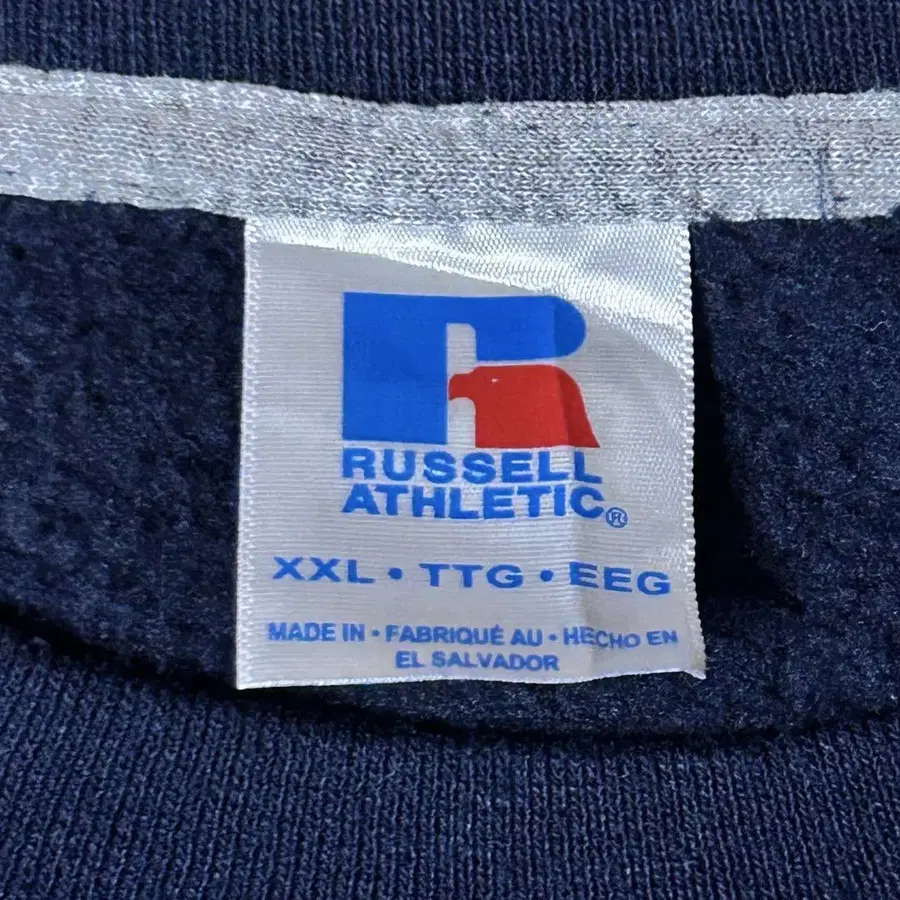 RUSSELL
ATHLETIC®
XXL • TTG • EEG
MADE IN • FABRIQUÉ AU • HECHO EN
EL SALVADOR